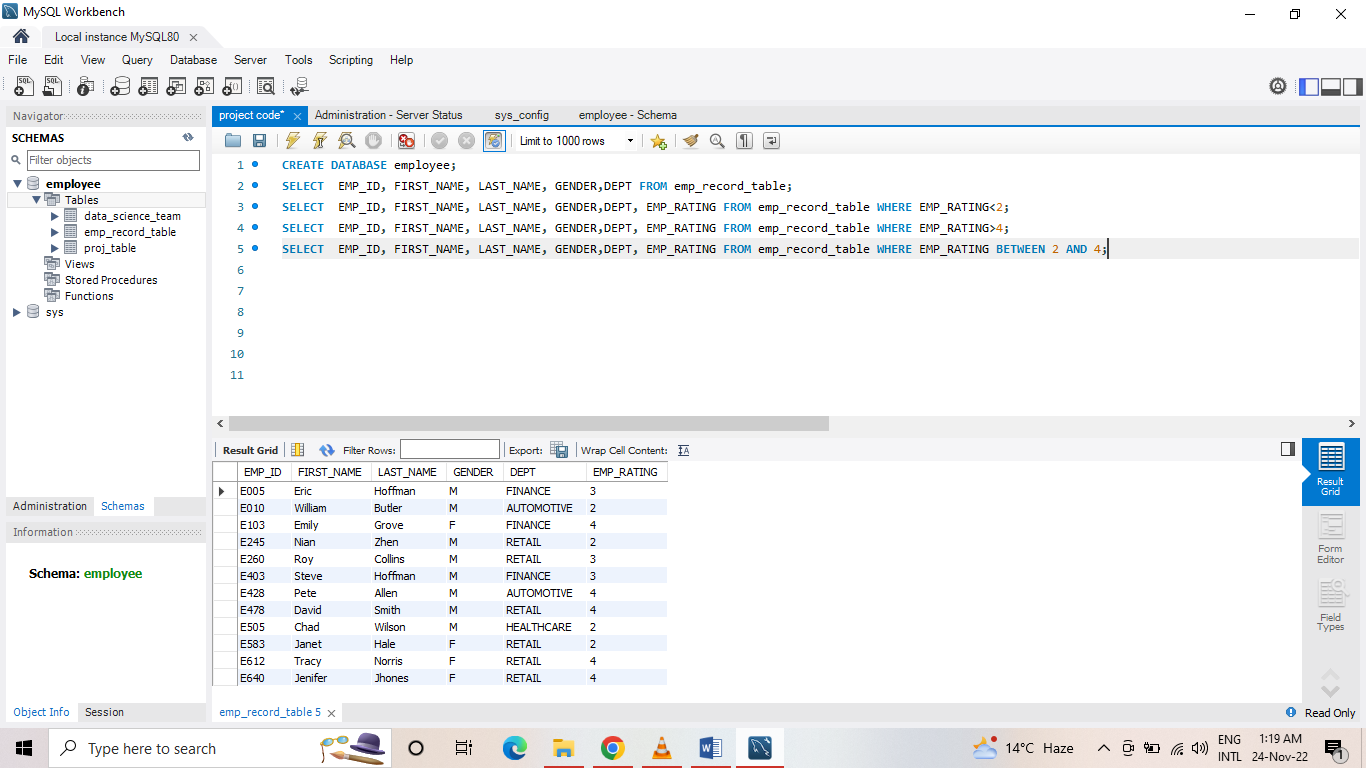 MySQL Workbench
Local instance MySQL80
File Edit View Query Database Server Tools Scripting Help
Navigator
SCHEMAS
Filter objects
employee
Tables
data_science_team
emp_record_table
proj_table
Views
Stored Procedures
Functions
sys
Administration Schemas
Information
Schema: employee
Object Info Session
project code* Administration - Server Status sys_config employee - Schema
Limit to 1000 rows
1 CREATE DATABASE employee;
2 SELECT EMP_ID, FIRST_NAME, LAST_NAME, GENDER,DEPT FROM emp_record_table;
3 SELECT EMP_ID, FIRST_NAME, LAST_NAME, GENDER,DEPT, EMP_RATING FROM emp_record_table WHERE EMP_RATING<2;
4 SELECT EMP_ID, FIRST_NAME, LAST_NAME, GENDER,DEPT, EMP_RATING FROM emp_record_table WHERE EMP_RATING>4;
5 SELECT EMP_ID, FIRST_NAME, LAST_NAME, GENDER,DEPT, EMP_RATING FROM emp_record_table WHERE EMP_RATING BETWEEN 2 AND 4;
6
7
8
9
10
11
Result Grid Filter Rows: Export: Wrap Cell Content:
EMP_ID FIRST_NAME LAST_NAME GENDER DEPT EMP_RATING
E005 Eric Hoffman M FINANCE 3
E010 William Butler M AUTOMOTIVE 2
E103 Emily Grove F FINANCE 4
E245 Nian Zhen M RETAIL 2
E260 Roy Collins M RETAIL 3
E403 Steve Hoffman M FINANCE 3
E428 Pete Allen M AUTOMOTIVE 4
E478 David Smith M RETAIL 4
E505 Chad Wilson M HEALTHCARE 2
E583 Janet Hale F RETAIL 2
E612 Tracy Norris F RETAIL 4
E640 Jenifer Jhones F RETAIL 4
Result
Grid
Form
Editor
Field
Types
emp_record_table 5
Read Only
Type here to search
14°C Haze
ENG
INTL
1:19 AM
24-Nov-22
1